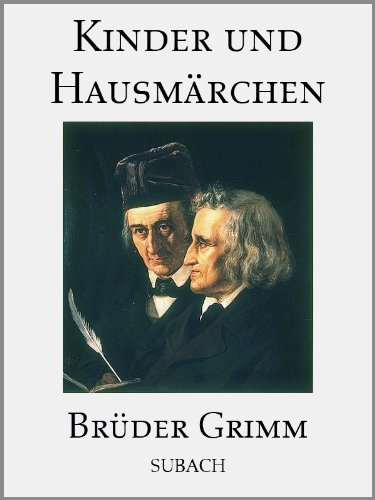 Kinder und
Hausmärchen
Brüder Grimm
SUBACH